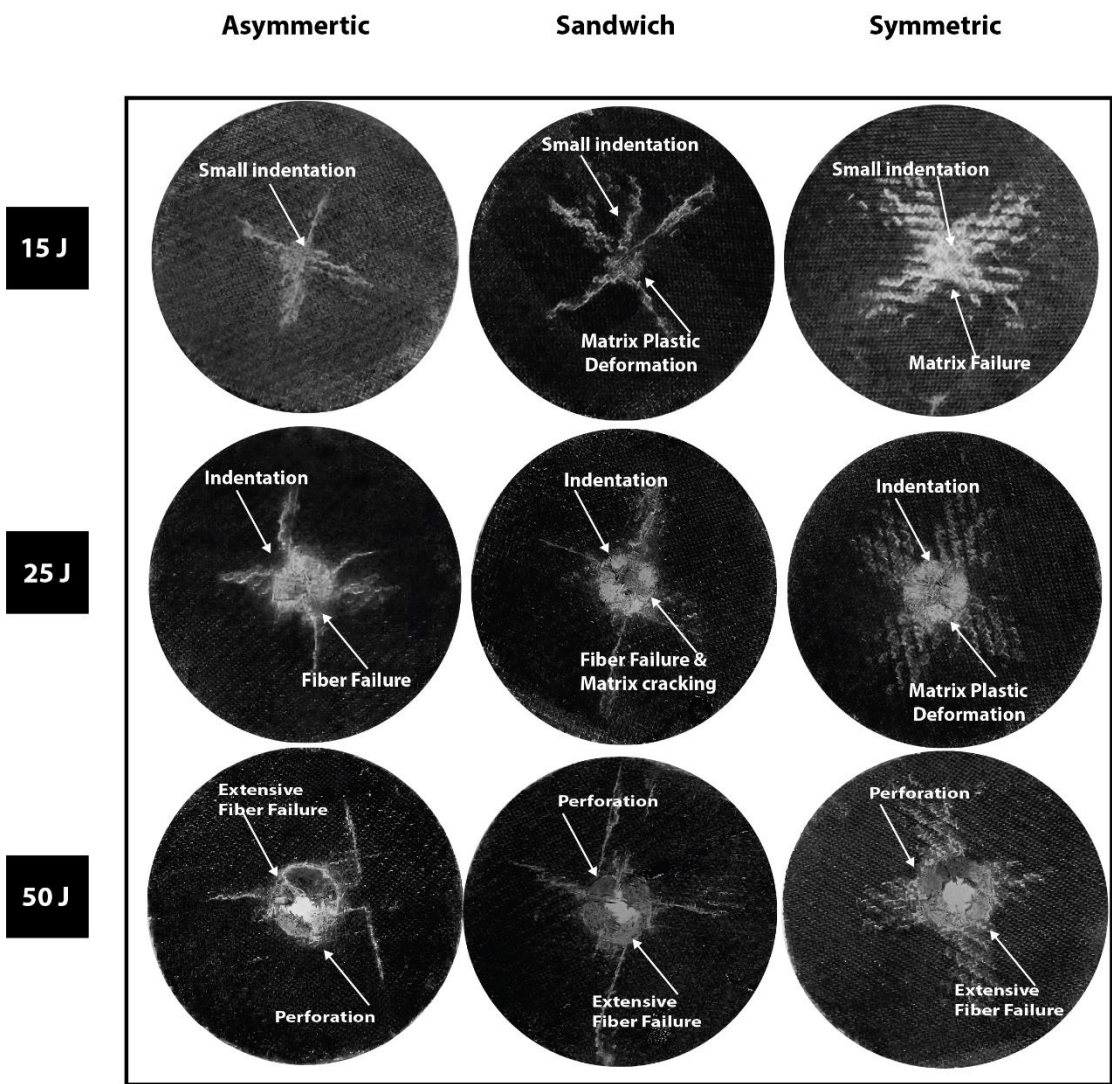 Asymmertic
Sandwich
Symmetric
15 J
Small indentation
Small indentation
Matrix Plastic
Deformation
Small indentation
Matrix Failure
25 J
Indentation
Fiber Failure
Indentation
Fiber Failure &
Matrix cracking
Indentation
Matrix Plastic
Deformation
50 J
Extensive
Fiber Failure
Perforation
Perforation
Extensive
Fiber Failure
Perforation
Extensive
Fiber Failure